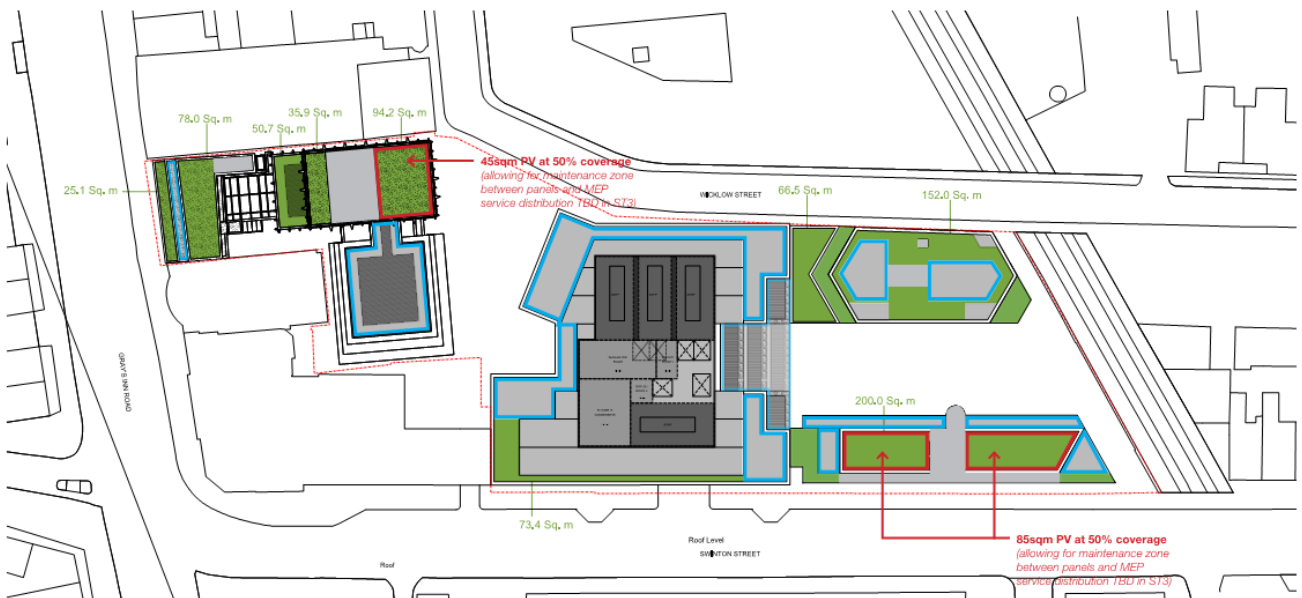 35.9 Sq. m
94.2 Sq. m
78.0 Sq. m
50.7 Sq. m
25.1 Sq. m
45sqm PV at 50% coverage
(allowing for maintenance zone
between panels and MEP
service distribution TBD in ST3)
WICKLOW STREET
66.5 Sq. m
152.0 Sq. m
GRAY'S INN ROAD
200.0 Sq. m
73.4 Sq. m
Roof Level
SWINTON STREET
Roof
85sqm PV at 50% coverage
(allowing for maintenance zone
between panels and MEP
service distribution TBD in ST3)